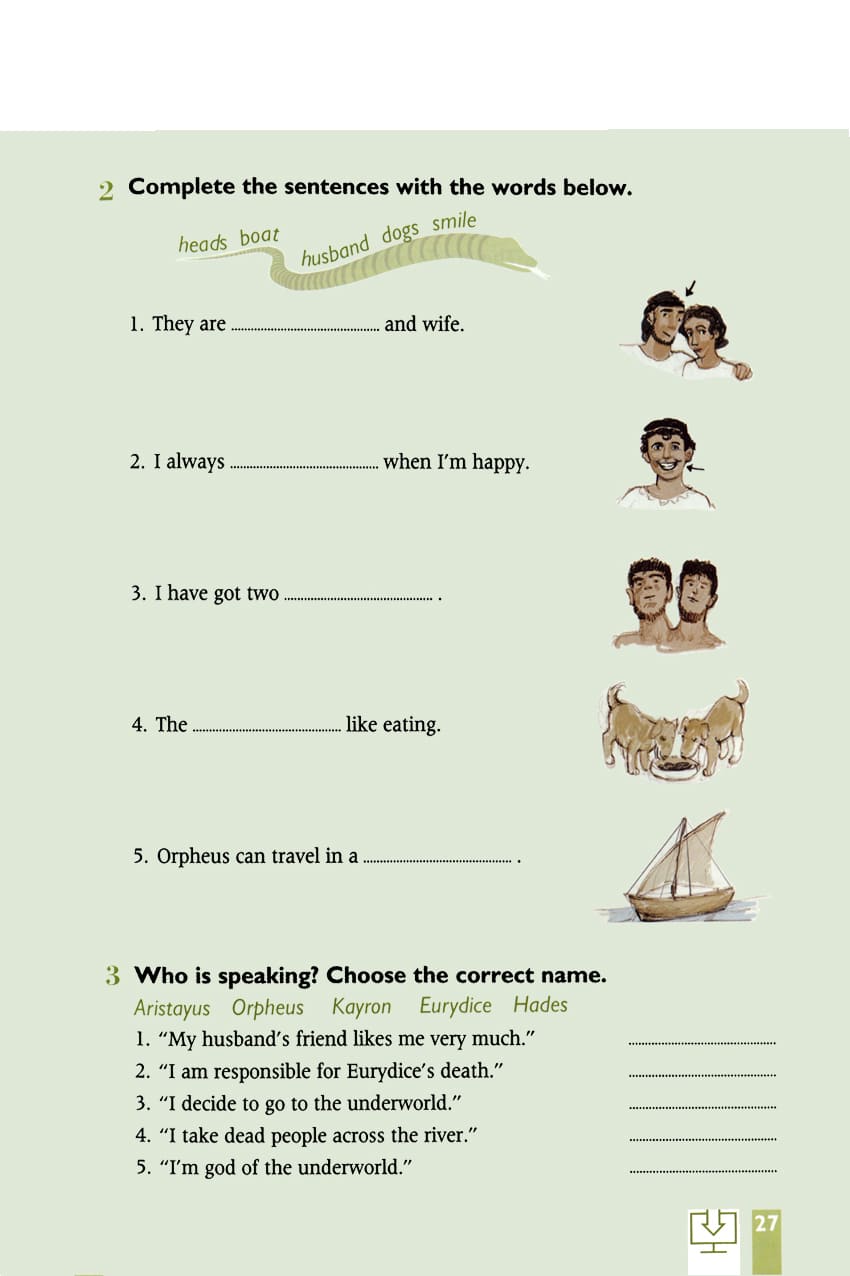 2 Complete the sentences with the words below.
heads boat husband dogs smile
1. They are ............................................. and wife.
2. I always ............................................. when I'm happy.
3. I have got two ............................................. .
4. The ............................................. like eating.
5. Orpheus can travel in a ............................................. .
3 Who is speaking? Choose the correct name.
Aristayus Orpheus Kayron Eurydice Hades
1. “My husband's friend likes me very much.” .............................................
2. “I am responsible for Eurydice's death.” .............................................
3. “I decide to go to the underworld.” .............................................
4. “I take dead people across the river.” .............................................
5. “I'm god of the underworld.” .............................................
27